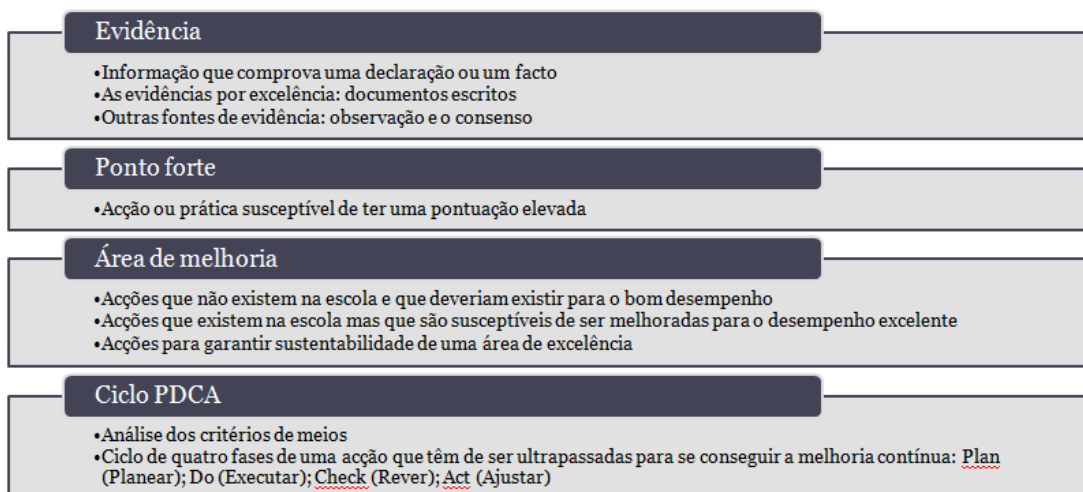 Evidência
•Informação que comprova uma declaração ou um facto
•As evidências por excelência: documentos escritos
•Outras fontes de evidência: observação e o consenso
Ponto forte
•Acção ou prática susceptível de ter uma pontuação elevada
Área de melhoria
•Acções que não existem na escola e que deveriam existir para o bom desempenho
•Acções que existem na escola mas que são susceptíveis de ser melhoradas para o desempenho excelente
•Acções para garantir sustentabilidade de uma área de excelência
Ciclo PDCA
•Análise dos critérios de meios
•Ciclo de quatro fases de uma acção que têm de ser ultrapassadas para se conseguir a melhoria contínua: Plan
(Planear); Do (Executar); Check (Rever); Act (Ajustar)